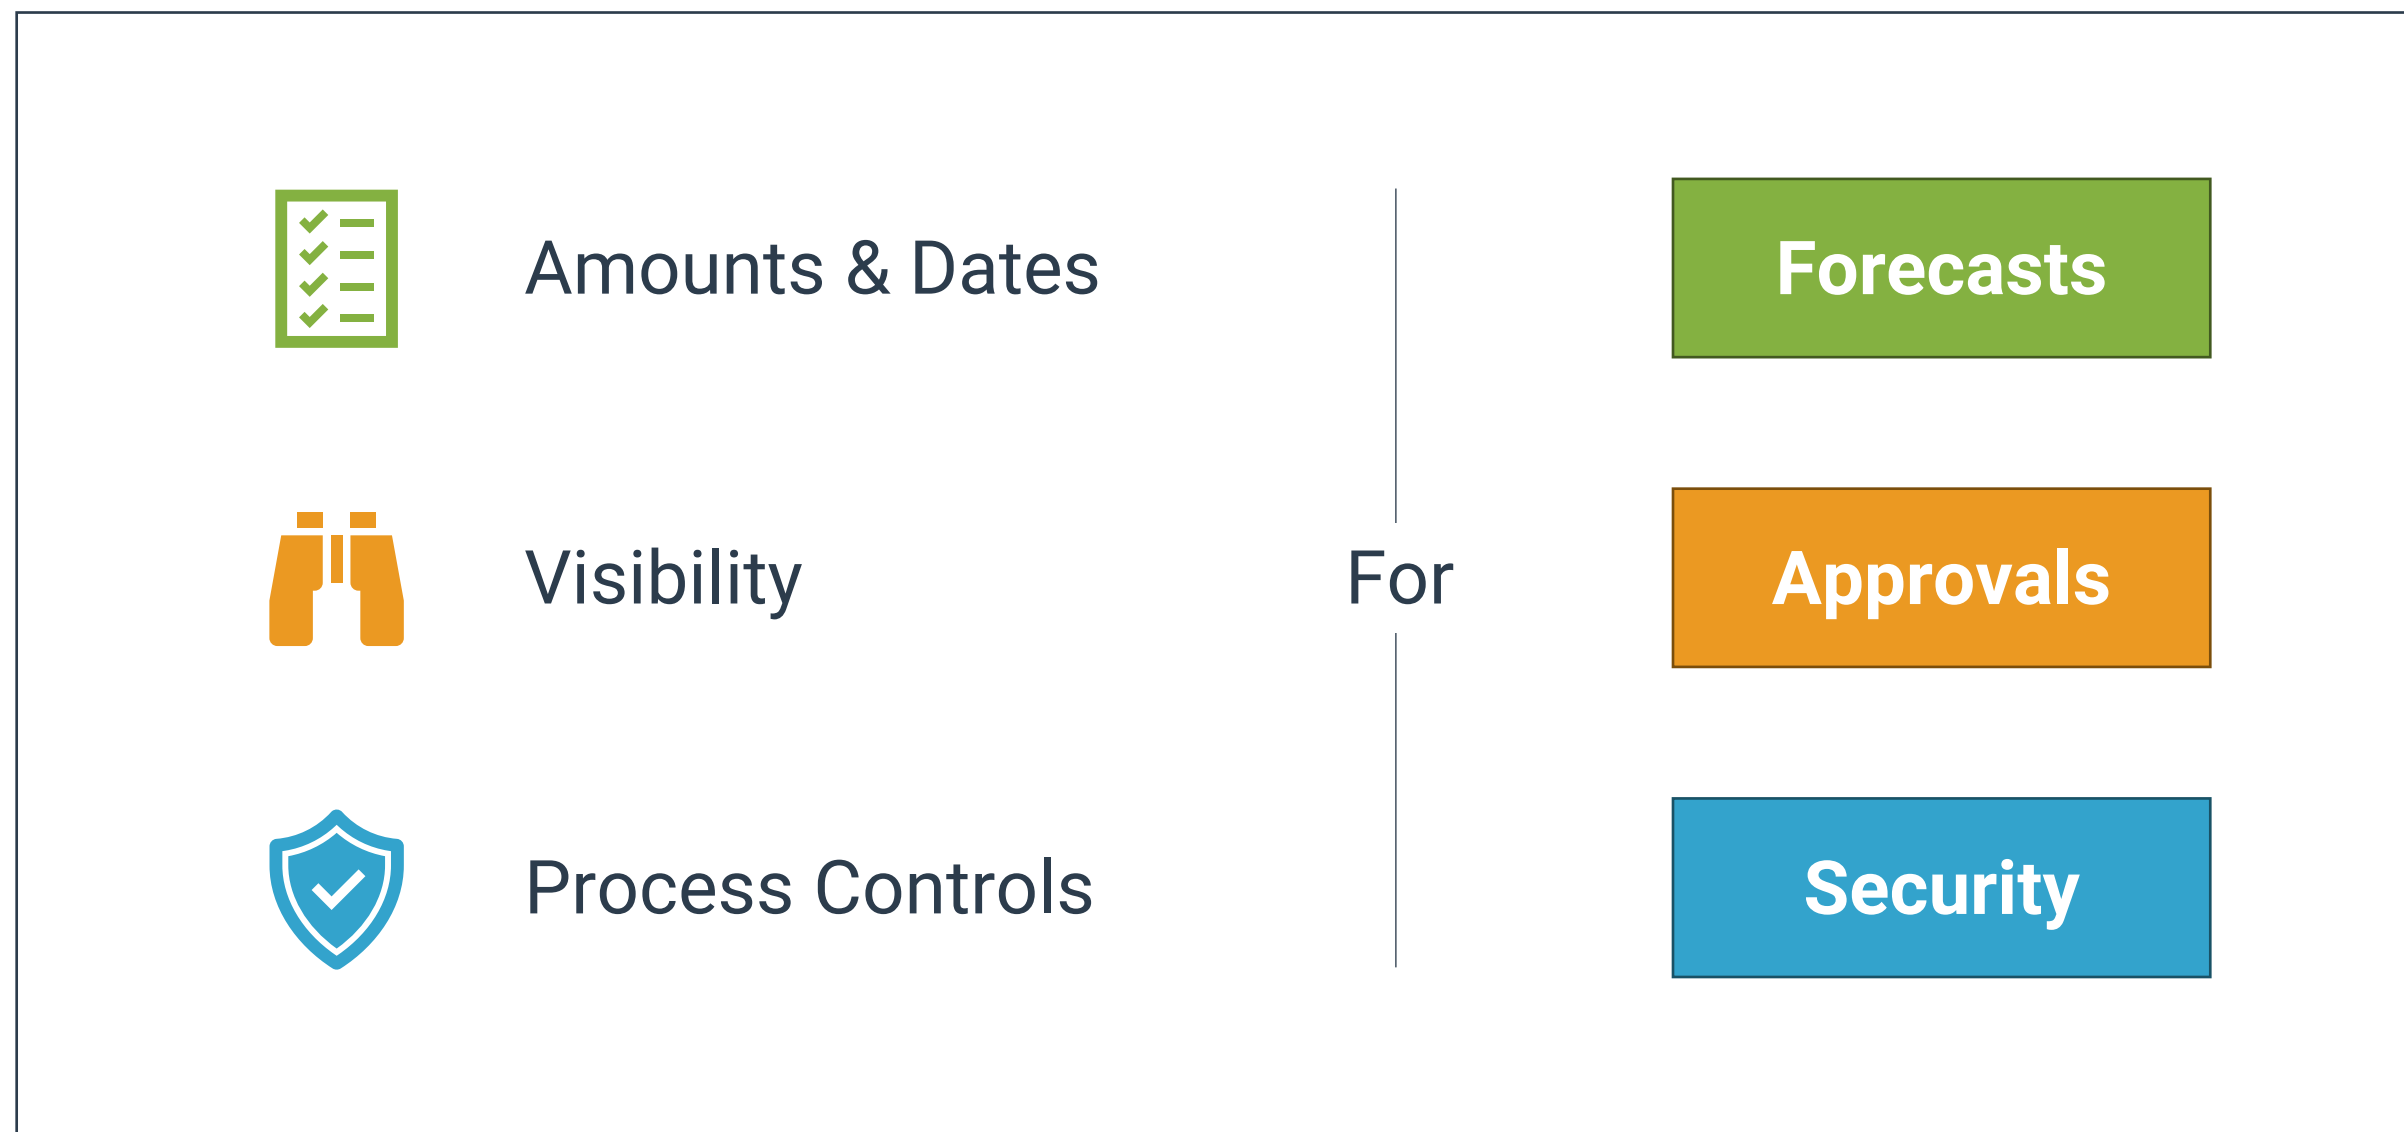 Amounts & Dates
Forecasts
Visibility
For
Approvals
Process Controls
Security